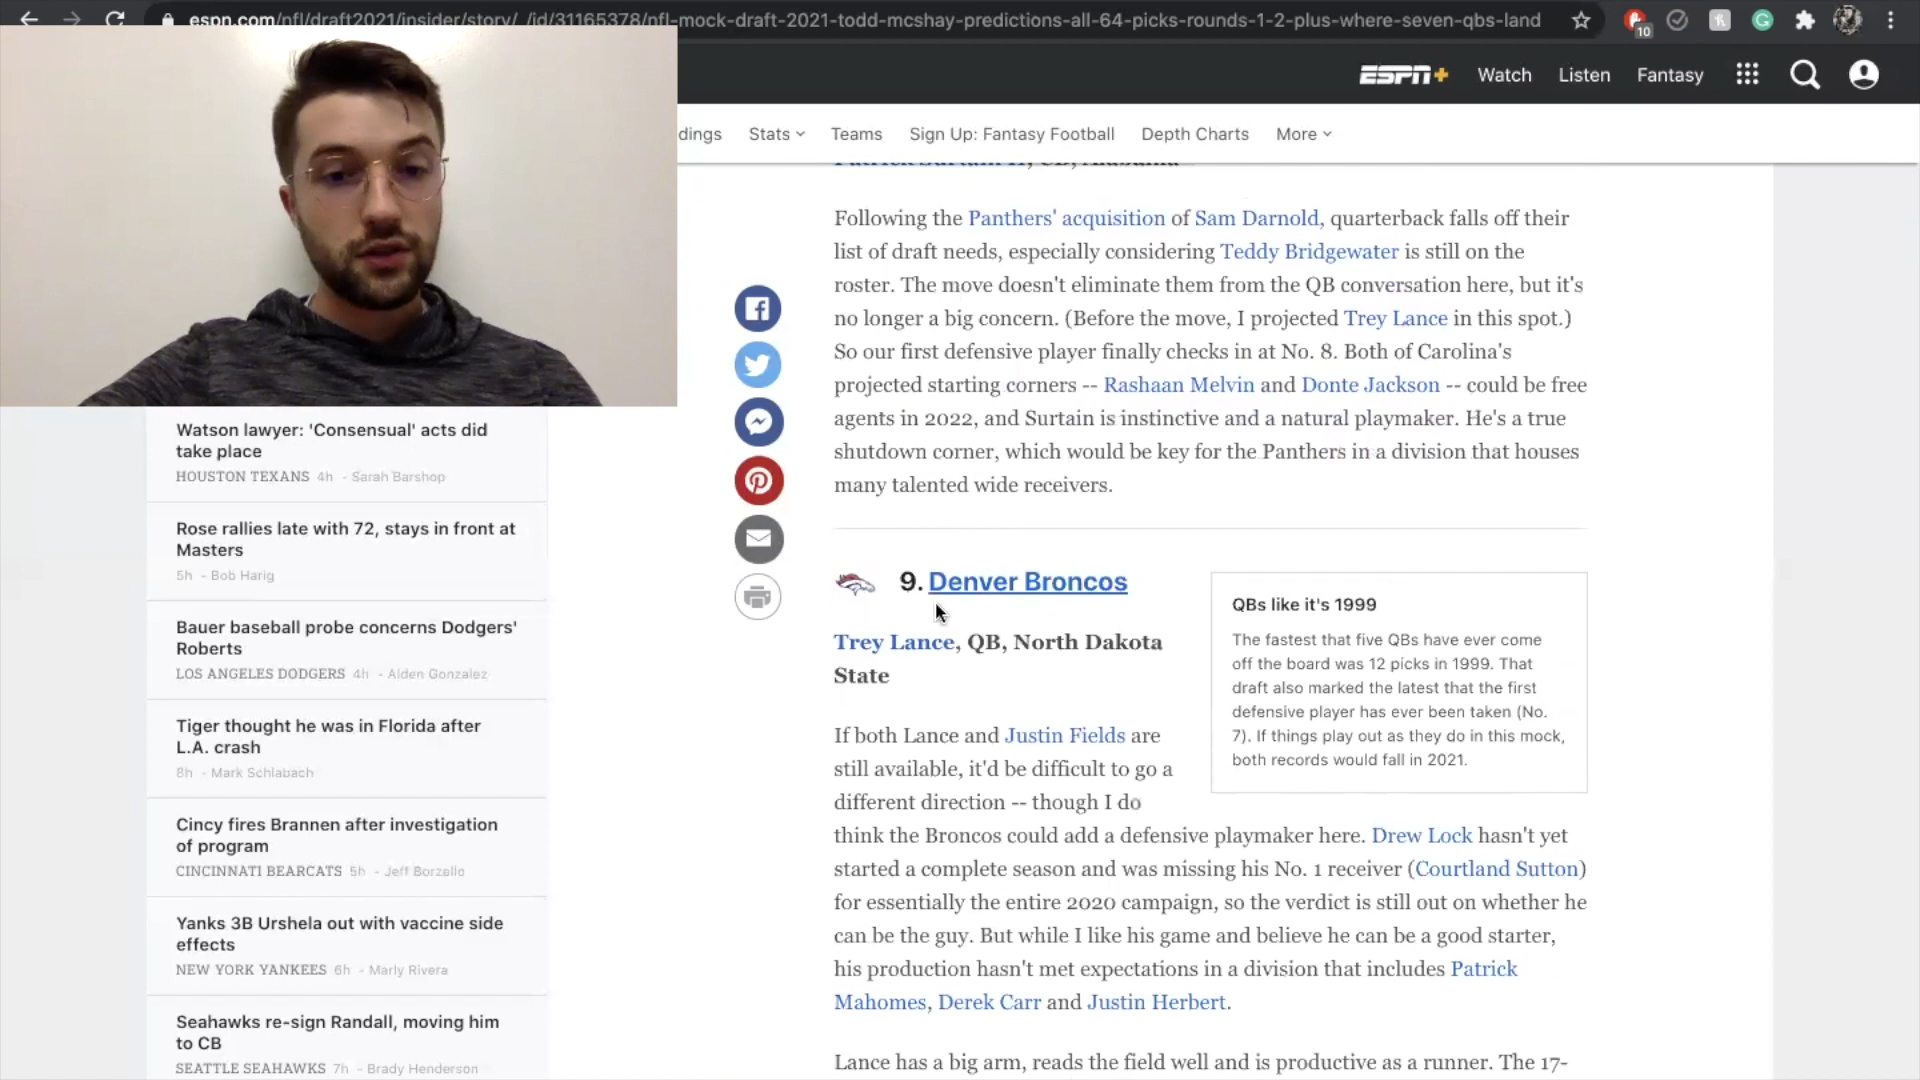 espn.com/nfl/draft2021/insider/story/_/id/31165378/nfl-mock-draft-2021-todd-mcshay-predictions-all-64-picks-rounds-1-2-plus-where-seven-qbs-land
10
ESPN+ Watch Listen Fantasy
dings Stats Teams Sign Up: Fantasy Football Depth Charts More
Following the Panthers' acquisition of Sam Darnold, quarterback falls off their
list of draft needs, especially considering Teddy Bridgewater is still on the
roster. The move doesn't eliminate them from the QB conversation here, but it's
no longer a big concern. (Before the move, I projected Trey Lance in this spot.)
So our first defensive player finally checks in at No. 8. Both of Carolina's
projected starting corners -- Rashaan Melvin and Donte Jackson -- could be free
agents in 2022, and Surtain is instinctive and a natural playmaker. He's a true
shutdown corner, which would be key for the Panthers in a division that houses
many talented wide receivers.
9. Denver Broncos
Trey Lance, QB, North Dakota
State
If both Lance and Justin Fields are
still available, it'd be difficult to go a
different direction -- though I do
think the Broncos could add a defensive playmaker here. Drew Lock hasn't yet
started a complete season and was missing his No. 1 receiver (Courtland Sutton)
for essentially the entire 2020 campaign, so the verdict is still out on whether he
can be the guy. But while I like his game and believe he can be a good starter,
his production hasn't met expectations in a division that includes Patrick
Mahomes, Derek Carr and Justin Herbert.
Lance has a big arm, reads the field well and is productive as a runner. The 17-
QBs like it's 1999
The fastest that five QBs have ever come
off the board was 12 picks in 1999. That
draft also marked the latest that the first
defensive player has ever been taken (No.
7). If things play out as they do in this mock,
both records would fall in 2021.
Watson lawyer: 'Consensual' acts did
take place
HOUSTON TEXANS 4h - Sarah Barshop
Rose rallies late with 72, stays in front at
Masters
5h - Bob Harig
Bauer baseball probe concerns Dodgers'
Roberts
LOS ANGELES DODGERS 4h - Alden Gonzalez
Tiger thought he was in Florida after
L.A. crash
8h - Mark Schlabach
Cincy fires Brannen after investigation
of program
CINCINNATI BEARCATS 5h - Jeff Borzello
Yanks 3B Urshela out with vaccine side
effects
NEW YORK YANKEES 6h - Marly Rivera
Seahawks re-sign Randall, moving him
to CB
SEATTLE SEAHAWKS 7h - Brady Henderson